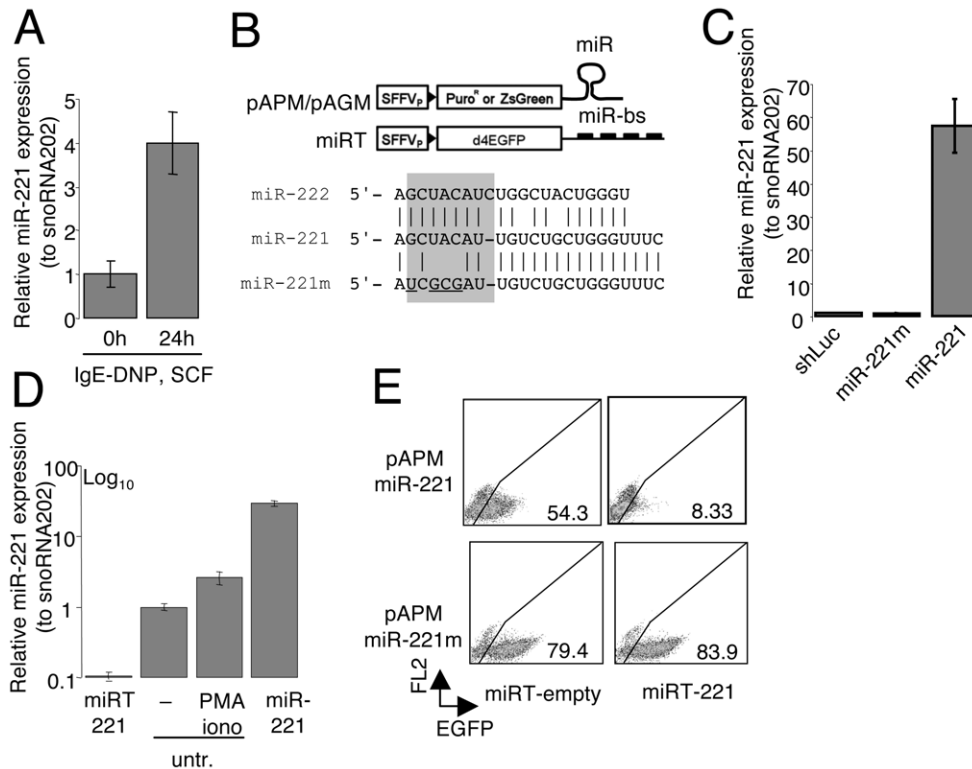 A
Relative miR-221 expression
(to snoRNA202)
5
4
3
2
1
0
0h 24h
IgE-DNP, SCF
B
miR
pAPM/pAGM SFFVp Puro^R or ZsGreen
miR-bs
miRT SFFVp d4EGFP
miR-222 5'- AGCUACAUCUGGCUACUGGGU
miR-221 5'- AGCUACAU-UGUCUGCUGGGUUUC
miR-221m 5'- AUCGCGAU-UGUCUGCUGGGUUUC
C
Relative miR-221 expression
(to snoRNA202)
70
60
50
40
30
20
10
0
shLuc miR-221m miR-221
D
Relative miR-221 expression
(to snoRNA202)
Log10
100
10
1
0.1
miRT 221
–
PMA iono
miR-221
untr.
E
pAPM
miR-221
54.3
8.33
pAPM
miR-221m
79.4
83.9
FL2
EGFP
miRT-empty miRT-221